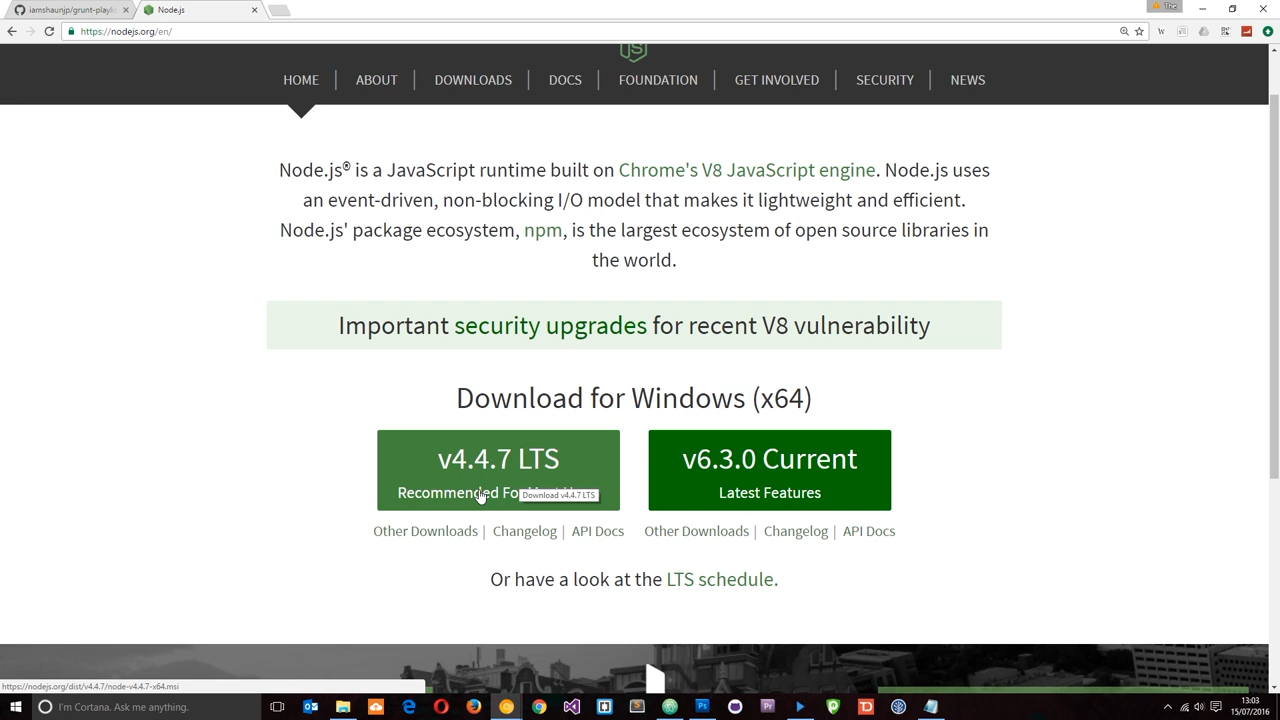 iamshaunjp/grunt-playli
Node.js
The
https://nodejs.org/en/
JS
HOME
ABOUT
DOWNLOADS
DOCS
FOUNDATION
GET INVOLVED
SECURITY
NEWS
Node.js® is a JavaScript runtime built on Chrome's V8 JavaScript engine. Node.js uses
an event-driven, non-blocking I/O model that makes it lightweight and efficient.
Node.js' package ecosystem, npm, is the largest ecosystem of open source libraries in
the world.
Important security upgrades for recent V8 vulnerability
Download for Windows (x64)
v4.4.7 LTS
Recommended For
Download v4.4.7 LTS
v6.3.0 Current
Latest Features
Other Downloads | Changelog | API Docs
Other Downloads | Changelog | API Docs
Or have a look at the LTS schedule.
https://nodejs.org/dist/v4.4.7/node-v4.4.7-x64.msi
I'm Cortana. Ask me anything.
13:03
15/07/2016